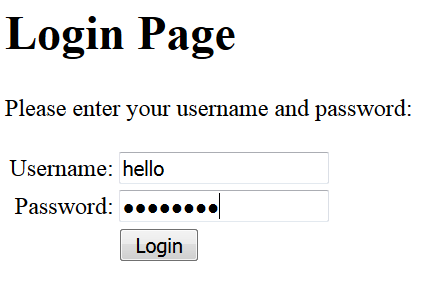 Login Page
Please enter your username and password:
Username: hello
Password: ••••••••
Login